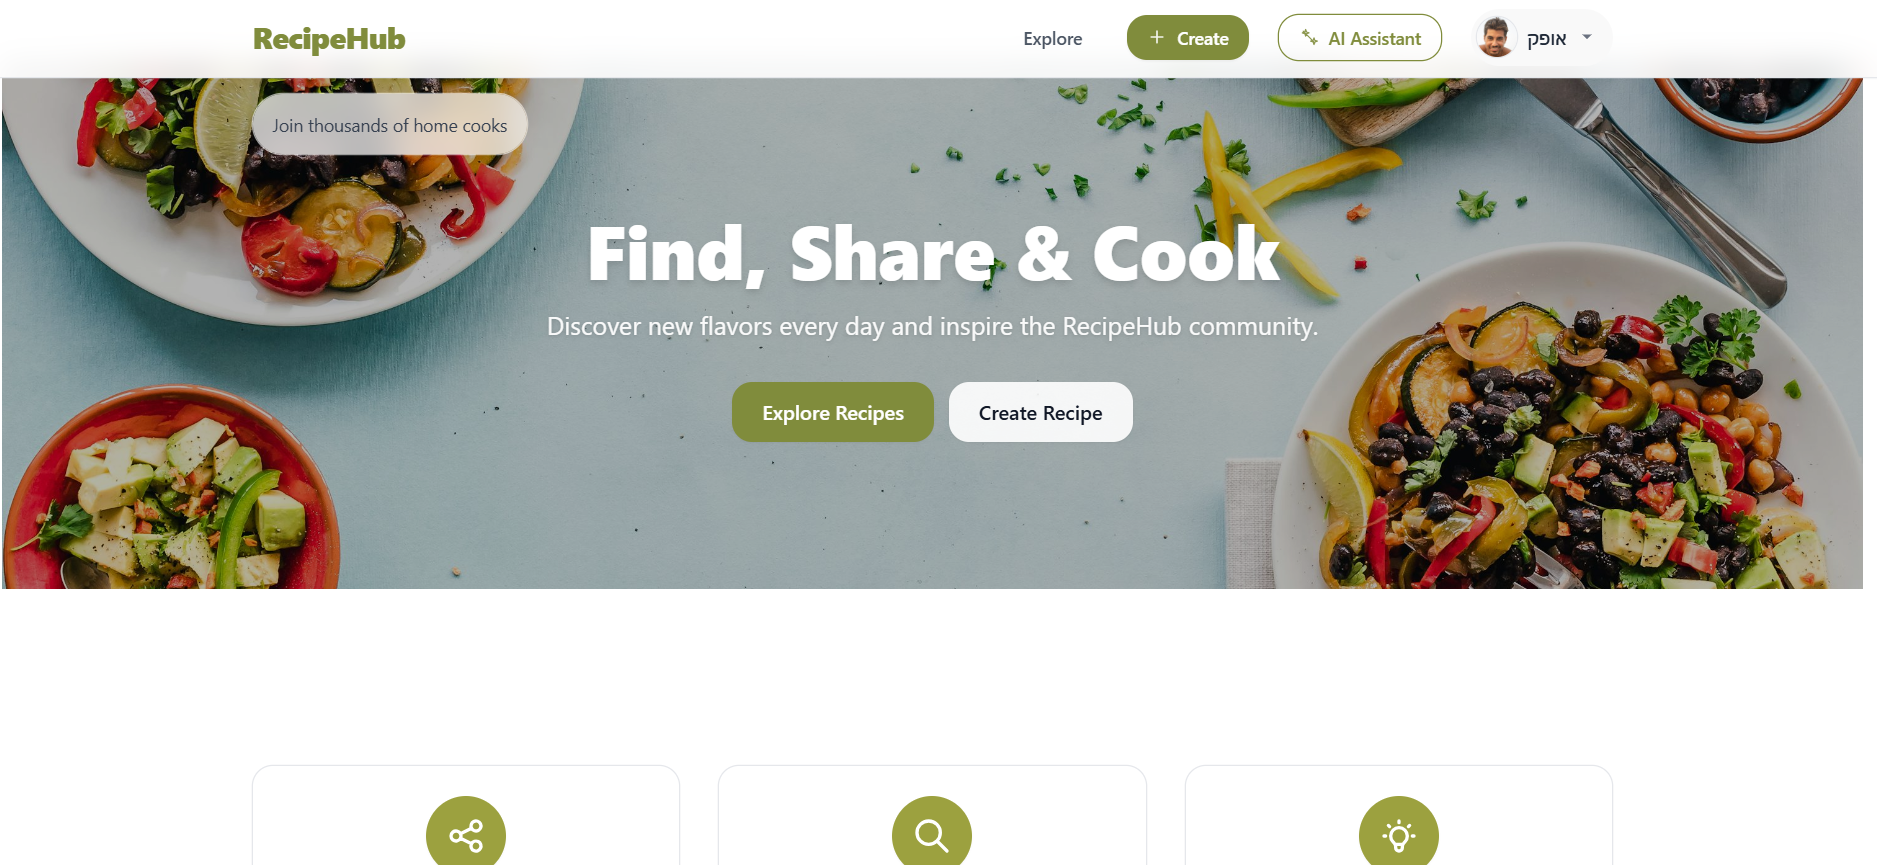 RecipeHub
Explore
Create
AI Assistant
אופק
Join thousands of home cooks
Find, Share & Cook
Discover new flavors every day and inspire the RecipeHub community.
Explore Recipes
Create Recipe